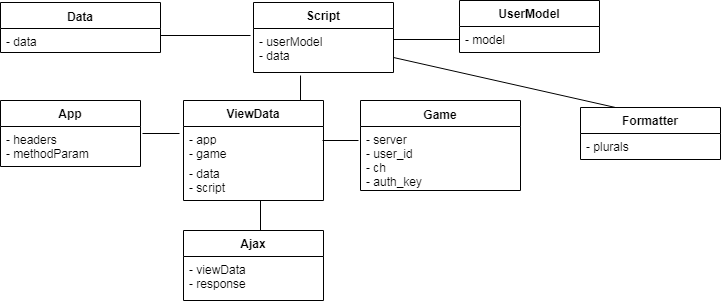 Data
- data
Script
- userModel
- data
UserModel
- model
App
- headers
- methodParam
ViewData
- app
- game
- data
- script
Game
- server
- user_id
- ch
- auth_key
Formatter
- plurals
Ajax
- viewData
- response